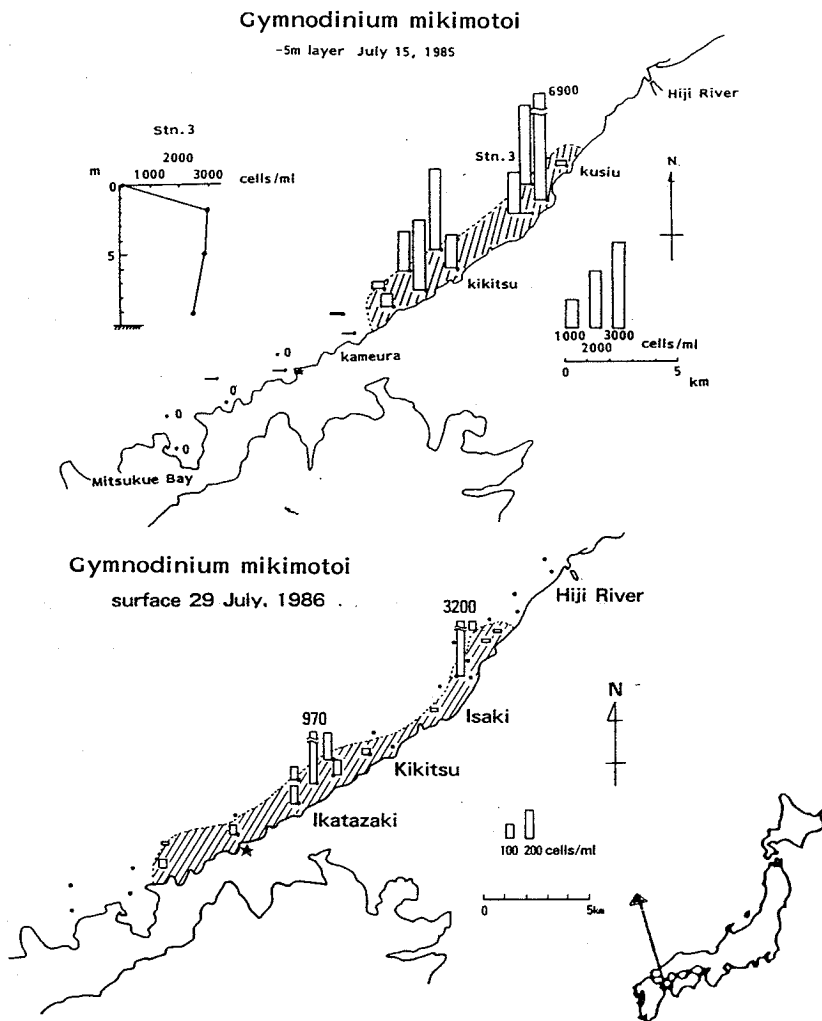 Gymnodinium mikimotoi
-5m layer July 15, 1985
Hiji River
6900
Stn.3
m 1000 2000 3000 cells/ml
0
5
Stn.3
kusiu
N
kikitsu
1000 2000 3000 cells/ml
0 5
km
kameura
0
0
0
0
Mitsukue Bay
Gymnodinium mikimotoi
surface 29 July, 1986
Hiji River
3200
N
970
Isaki
Kikitsu
Ikatazaki
100 200 cells/ml
0 5km